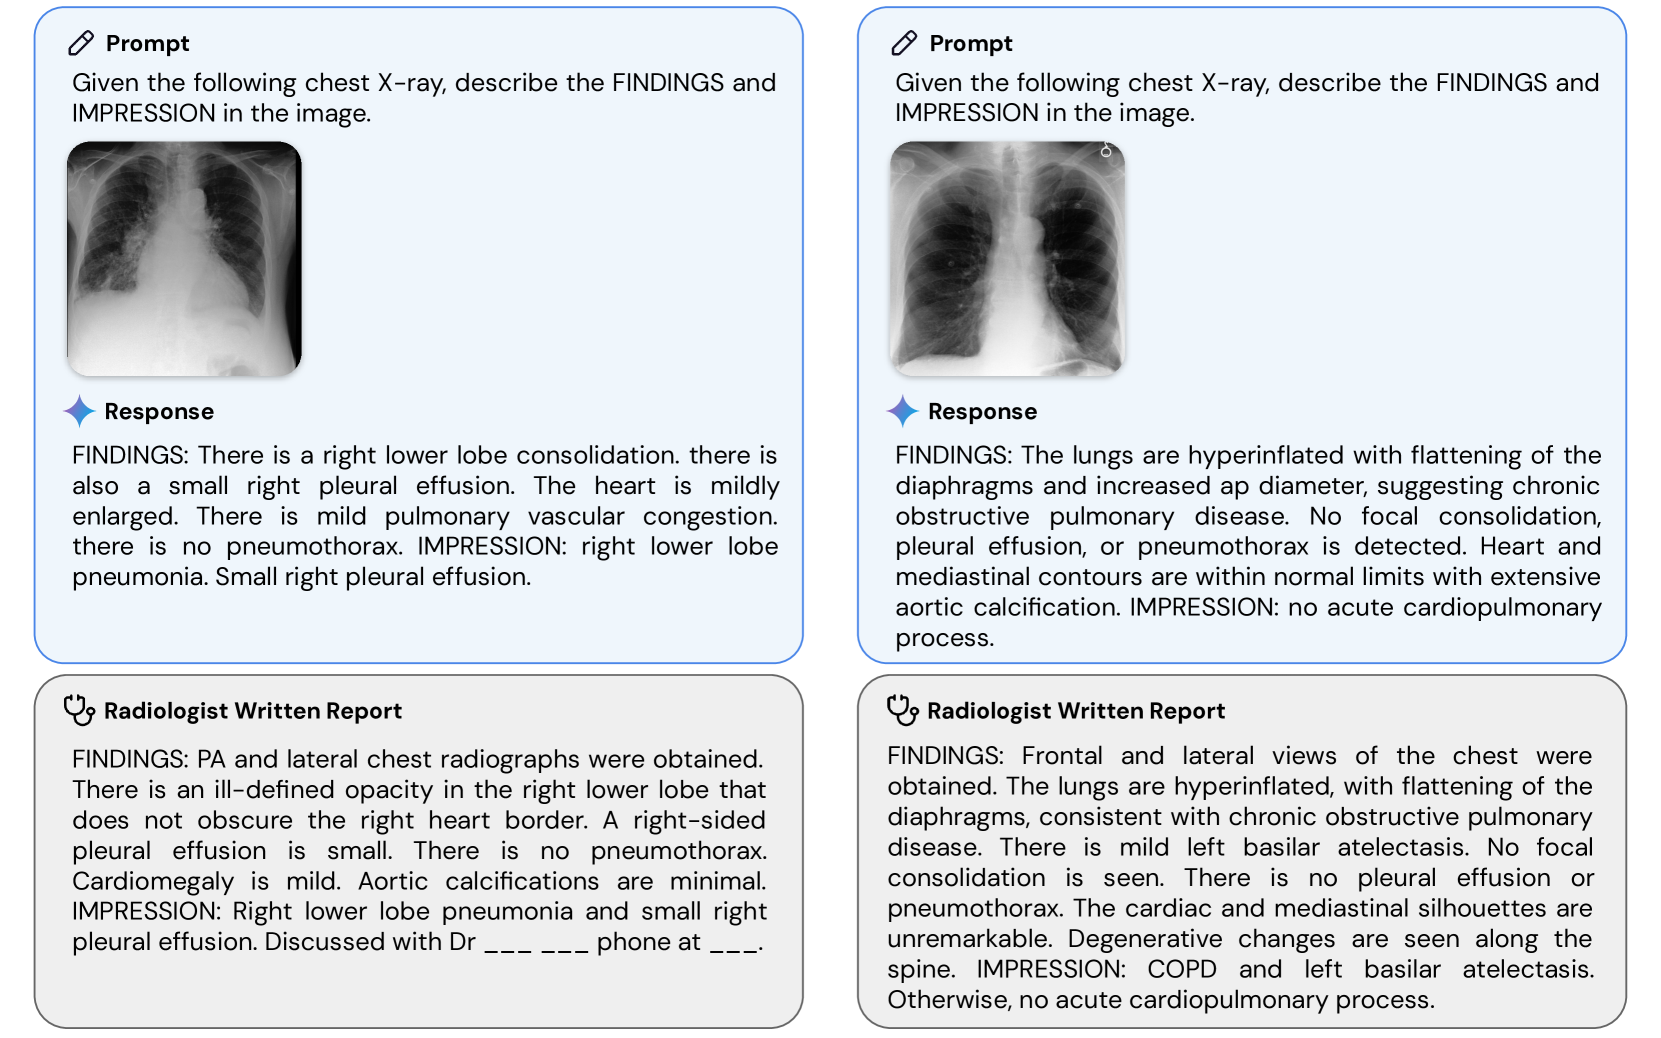 Prompt
Given the following chest X-ray, describe the FINDINGS and
IMPRESSION in the image.
Response
FINDINGS: There is a right lower lobe consolidation. there is
also a small right pleural effusion. The heart is mildly
enlarged. There is mild pulmonary vascular congestion.
there is no pneumothorax. IMPRESSION: right lower lobe
pneumonia. Small right pleural effusion.
Radiologist Written Report
FINDINGS: PA and lateral chest radiographs were obtained.
There is an ill-defined opacity in the right lower lobe that
does not obscure the right heart border. A right-sided
pleural effusion is small. There is no pneumothorax.
Cardiomegaly is mild. Aortic calcifications are minimal.
IMPRESSION: Right lower lobe pneumonia and small right
pleural effusion. Discussed with Dr ___ ___ phone at ___.
Prompt
Given the following chest X-ray, describe the FINDINGS and
IMPRESSION in the image.
Response
FINDINGS: The lungs are hyperinflated with flattening of the
diaphragms and increased ap diameter, suggesting chronic
obstructive pulmonary disease. No focal consolidation,
pleural effusion, or pneumothorax is detected. Heart and
mediastinal contours are within normal limits with extensive
aortic calcification. IMPRESSION: no acute cardiopulmonary
process.
Radiologist Written Report
FINDINGS: Frontal and lateral views of the chest were
obtained. The lungs are hyperinflated, with flattening of the
diaphragms, consistent with chronic obstructive pulmonary
disease. There is mild left basilar atelectasis. No focal
consolidation is seen. There is no pleural effusion or
pneumothorax. The cardiac and mediastinal silhouettes are
unremarkable. Degenerative changes are seen along the
spine. IMPRESSION: COPD and left basilar atelectasis.
Otherwise, no acute cardiopulmonary process.